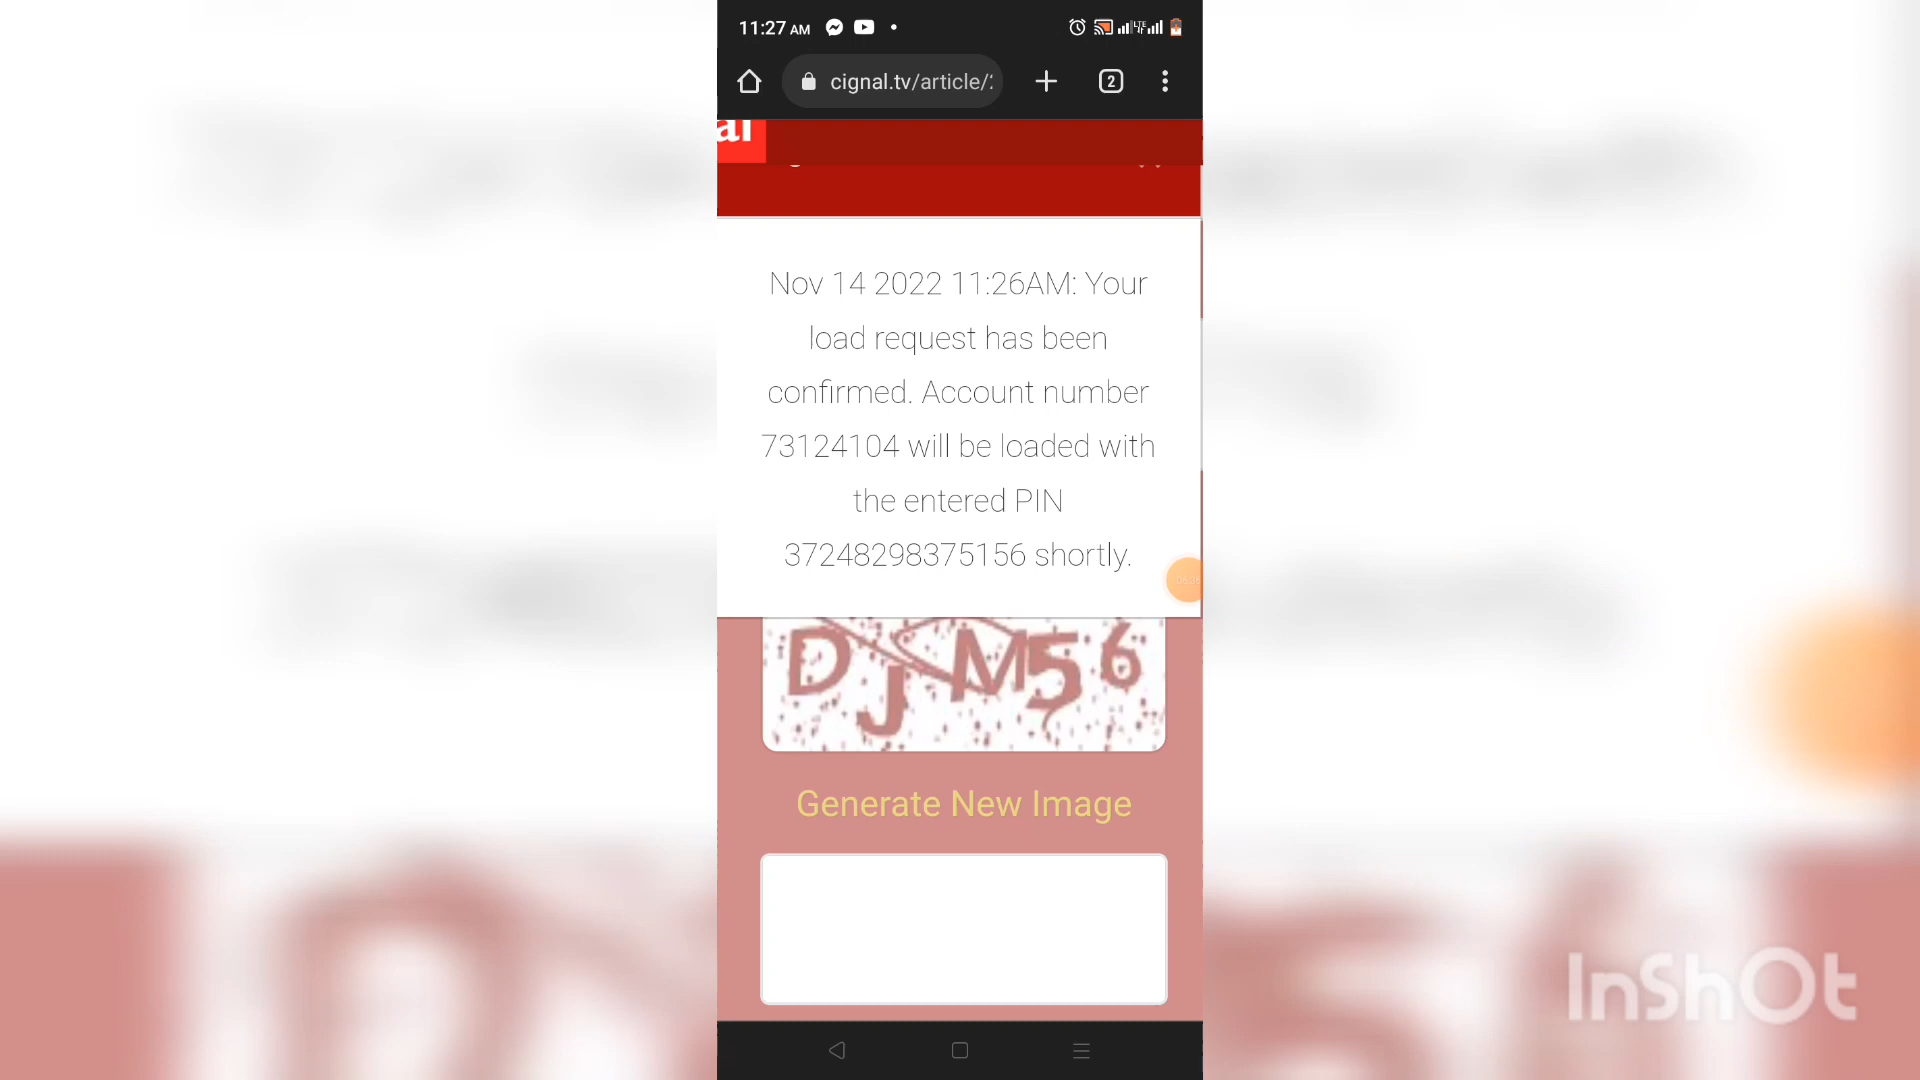 11:27 AM
cignal.tv/article/
2
al
Nov 14 2022 11:26AM: Your
load request has been
confirmed. Account number
73124104 will be loaded with
the entered PIN
37248298375156 shortly.
DJM56
Generate New Image
InShOt